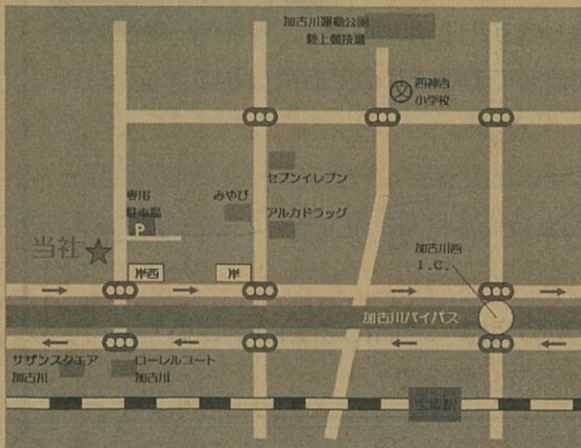 加古川運動公園
陸上競技場
西神吉
小学校
セブンイレブン
専用
駐車場
P
みやび
アルカドラッグ
当社
岸西
岸
加古川西
I.C.
加古川バイパス
サザンスクエア
加古川
ローレルコート
加古川
宝殿駅